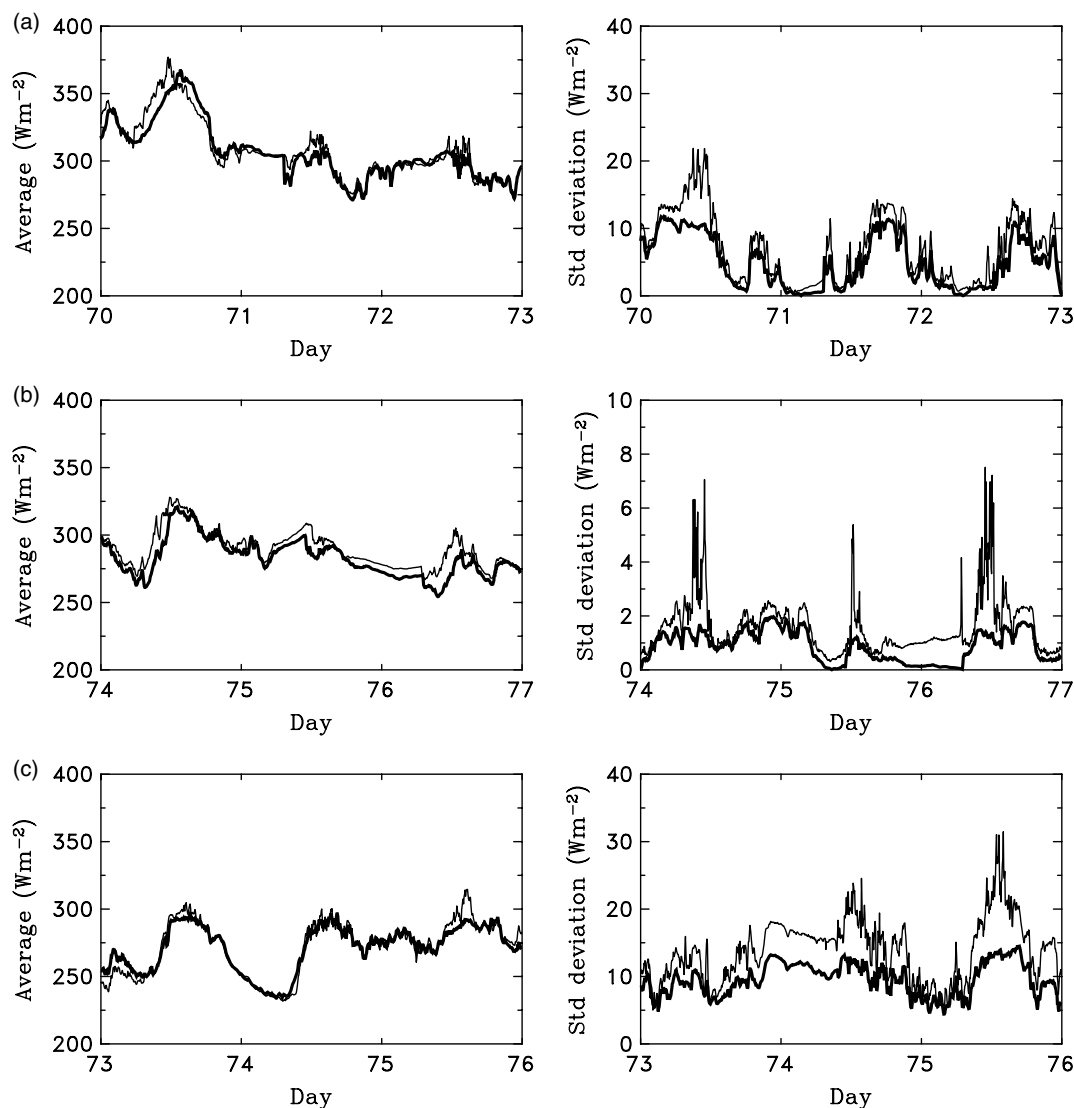 (a)
400
350
300
250
200
Average (Wm−2)
70 71 72 73
Day
40
30
20
10
0
Std deviation (Wm−2)
70 71 72 73
Day
(b)
400
350
300
250
200
Average (Wm−2)
74 75 76 77
Day
10
8
6
4
2
0
Std deviation (Wm−2)
74 75 76 77
Day
(c)
400
350
300
250
200
Average (Wm−2)
73 74 75 76
Day
40
30
20
10
0
Std deviation (Wm−2)
73 74 75 76
Day